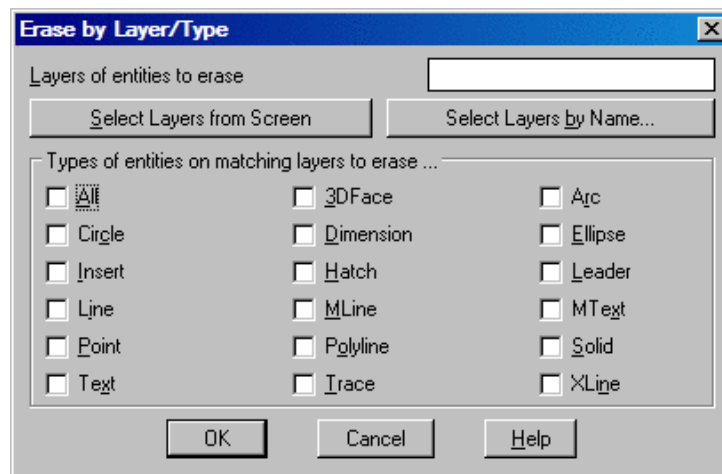 Erase by Layer/Type
Layers of entities to erase
Select Layers from Screen Select Layers by Name...
Types of entities on matching layers to erase ...
All 3DFace Arc
Circle Dimension Ellipse
Insert Hatch Leader
Line MLine MText
Point Polyline Solid
Text Trace XLine
OK Cancel Help